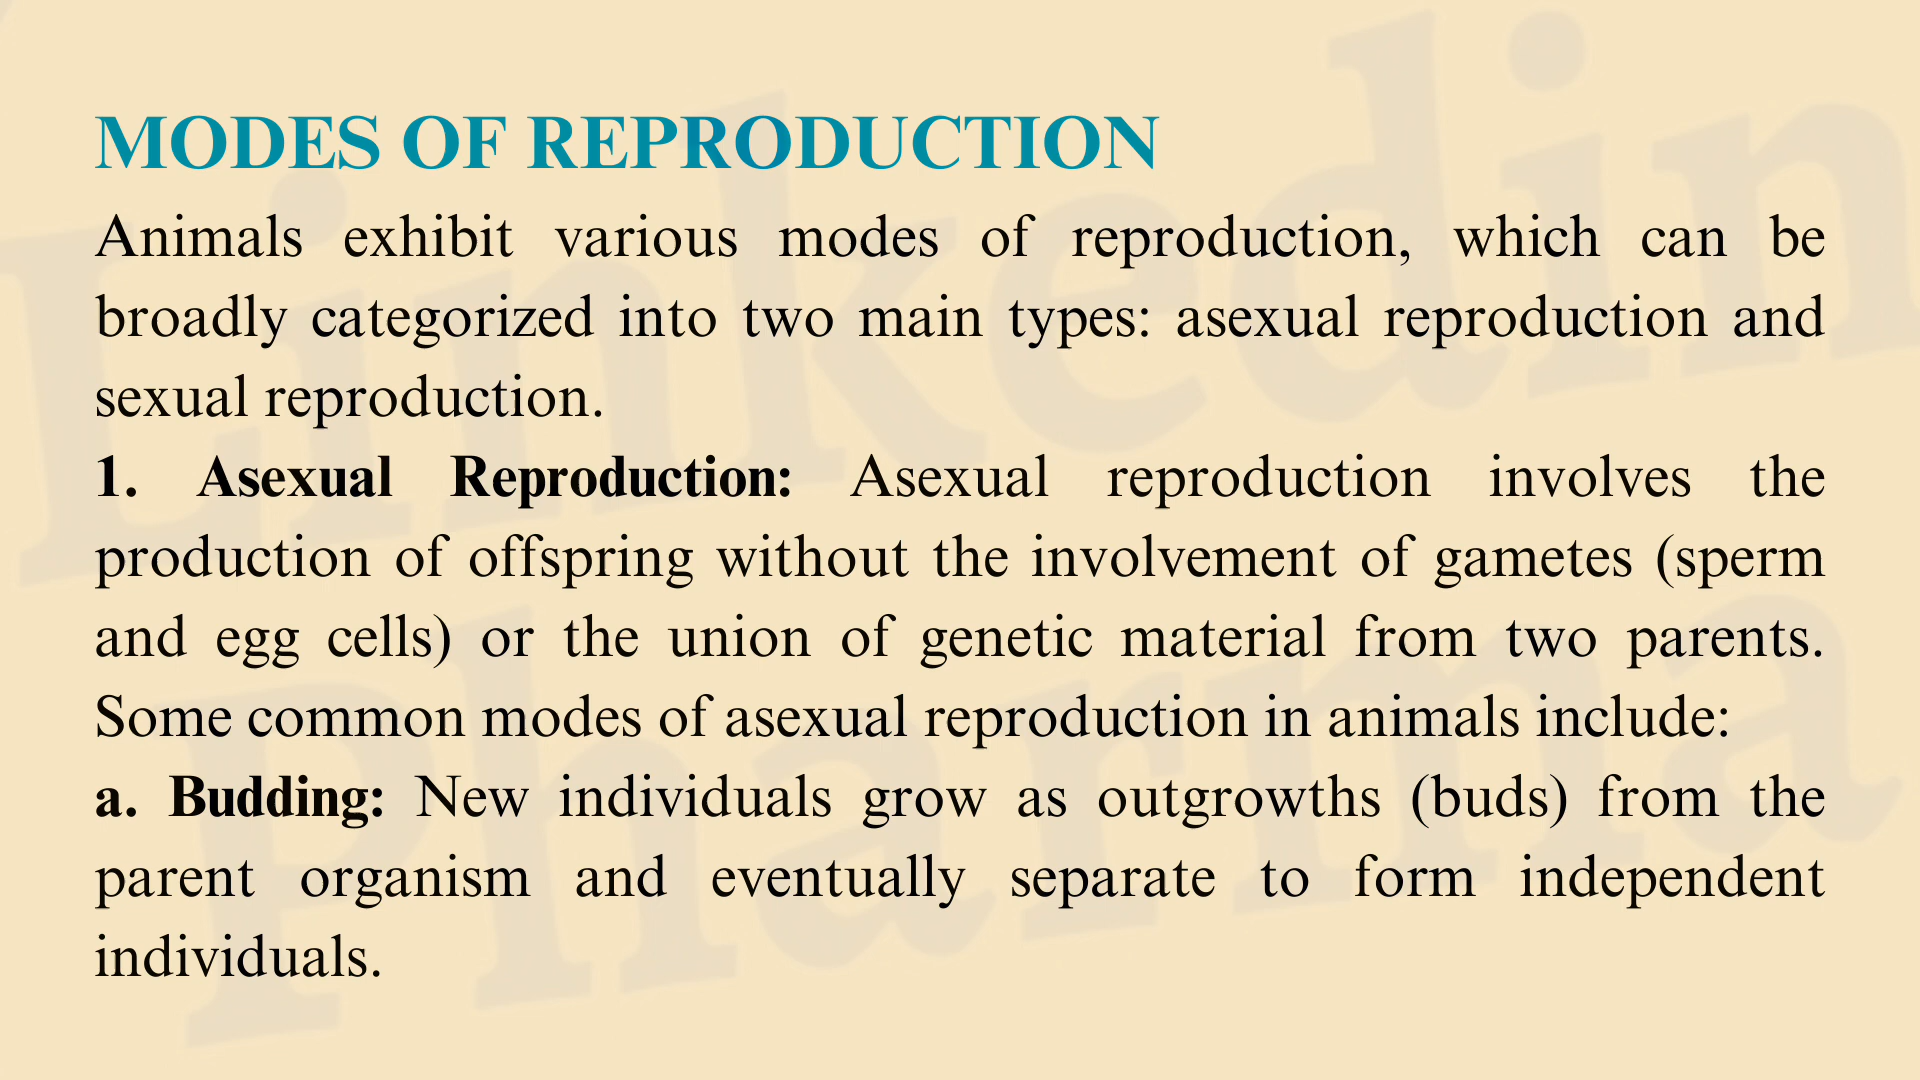 MODES OF REPRODUCTION
Animals exhibit various modes of reproduction, which can be
broadly categorized into two main types: asexual reproduction and
sexual reproduction.
1. Asexual Reproduction: Asexual reproduction involves the
production of offspring without the involvement of gametes (sperm
and egg cells) or the union of genetic material from two parents.
Some common modes of asexual reproduction in animals include:
a. Budding: New individuals grow as outgrowths (buds) from the
parent organism and eventually separate to form independent
individuals.
Linkedin
Pharma